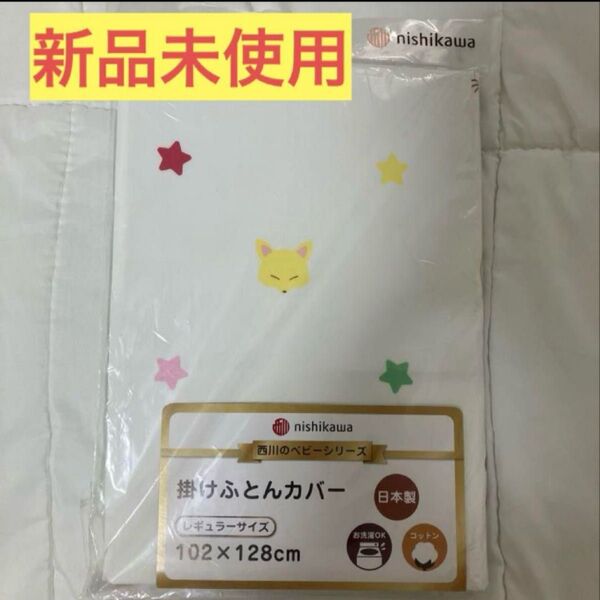 新品未使用
nishikawa
nishikawa
西川のベビーシリーズ
掛けふとんカバー
日本製
レギュラーサイズ
お洗濯OK
コットン
102×128cm